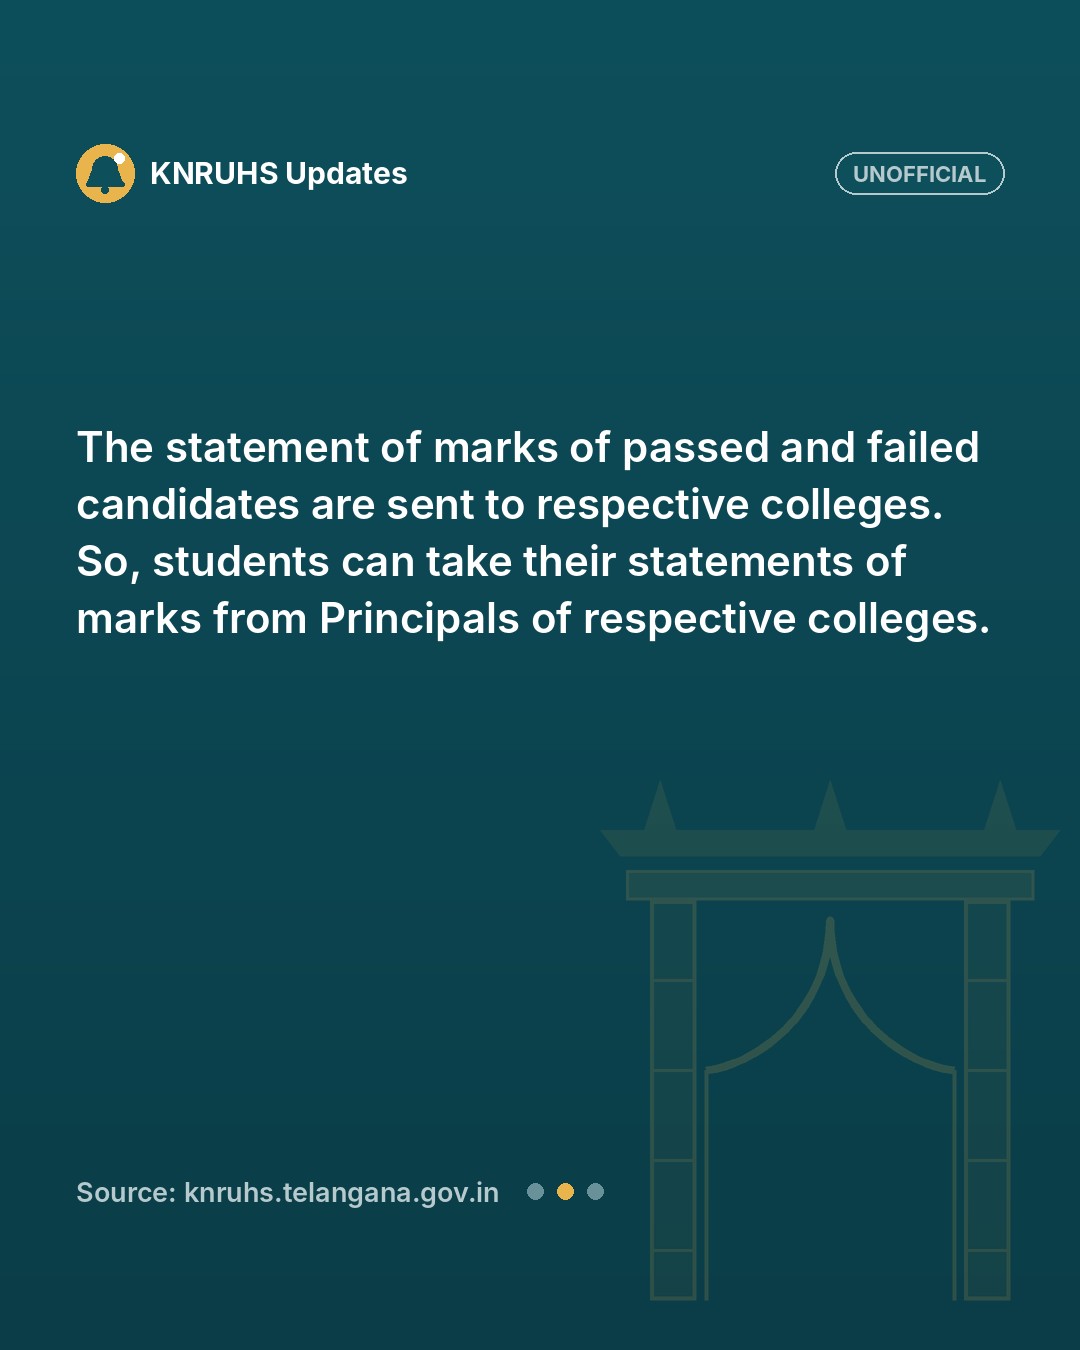 KNRUHS Updates
UNOFFICIAL
The statement of marks of passed and failed
candidates are sent to respective colleges.
So, students can take their statements of
marks from Principals of respective colleges.
Source: knruhs.telangana.gov.in